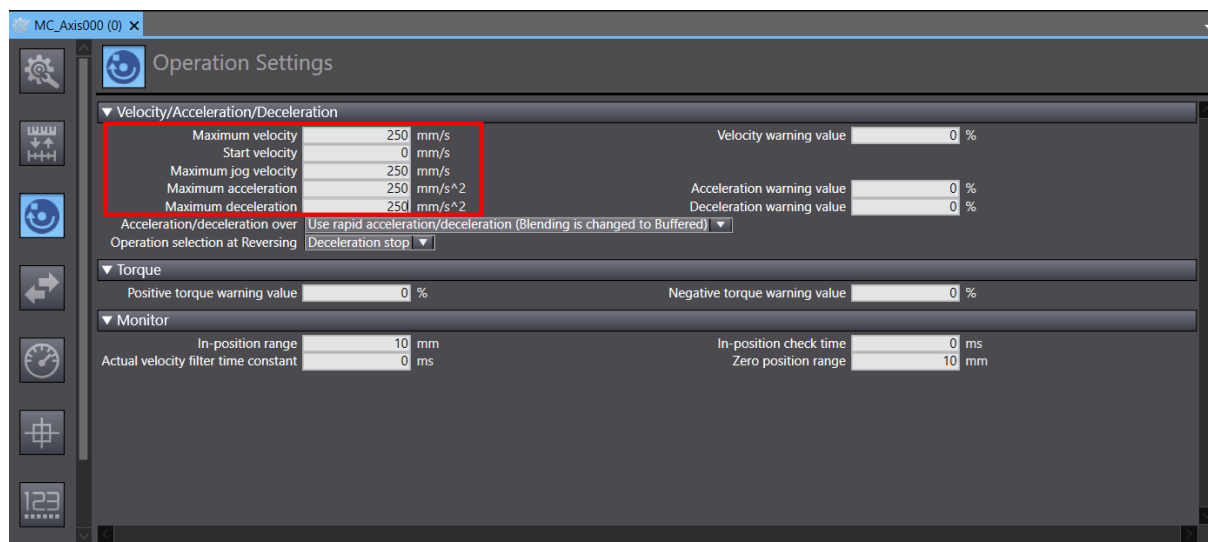 MC_Axis000 (0) ×
Operation Settings
▼ Velocity/Acceleration/Deceleration
Maximum velocity 250 mm/s Velocity warning value 0 %
Start velocity 0 mm/s
Maximum jog velocity 250 mm/s
Maximum acceleration 250 mm/s^2 Acceleration warning value 0 %
Maximum deceleration 250 mm/s^2 Deceleration warning value 0 %
Acceleration/deceleration over Use rapid acceleration/deceleration (Blending is changed to Buffered) ▼
Operation selection at Reversing Deceleration stop ▼
▼ Torque
Positive torque warning value 0 % Negative torque warning value 0 %
▼ Monitor
In-position range 10 mm In-position check time 0 ms
Actual velocity filter time constant 0 ms Zero position range 10 mm
123